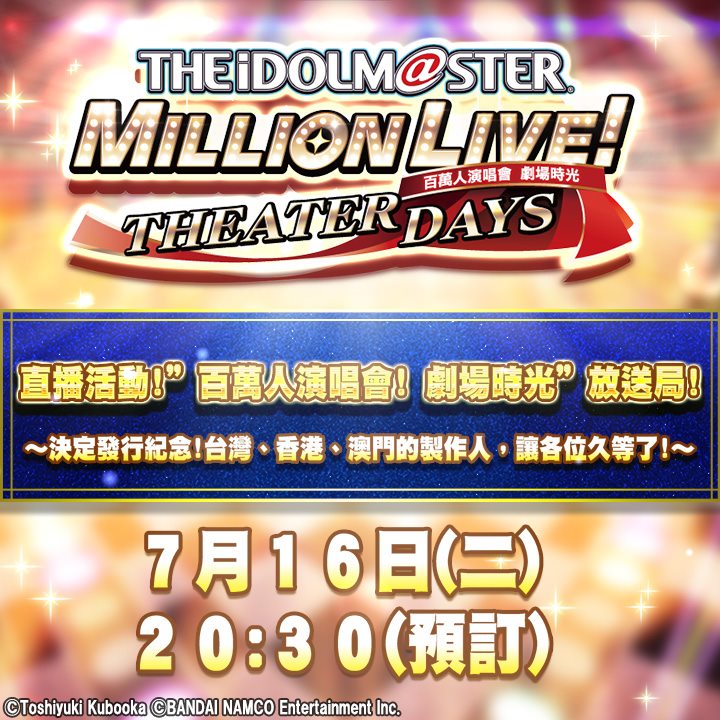 THE iDOLM@STER®
MILLION LIVE!
百萬人演唱會 劇場時光
THEATER DAYS
直播活動!” 百萬人演唱會! 劇場時光” 放送局!
～決定發行紀念!台灣、香港、澳門的製作人，讓各位久等了!～
7月16日(二)
20:30(預訂)
©Toshiyuki Kubooka ©BANDAI NAMCO Entertainment Inc.